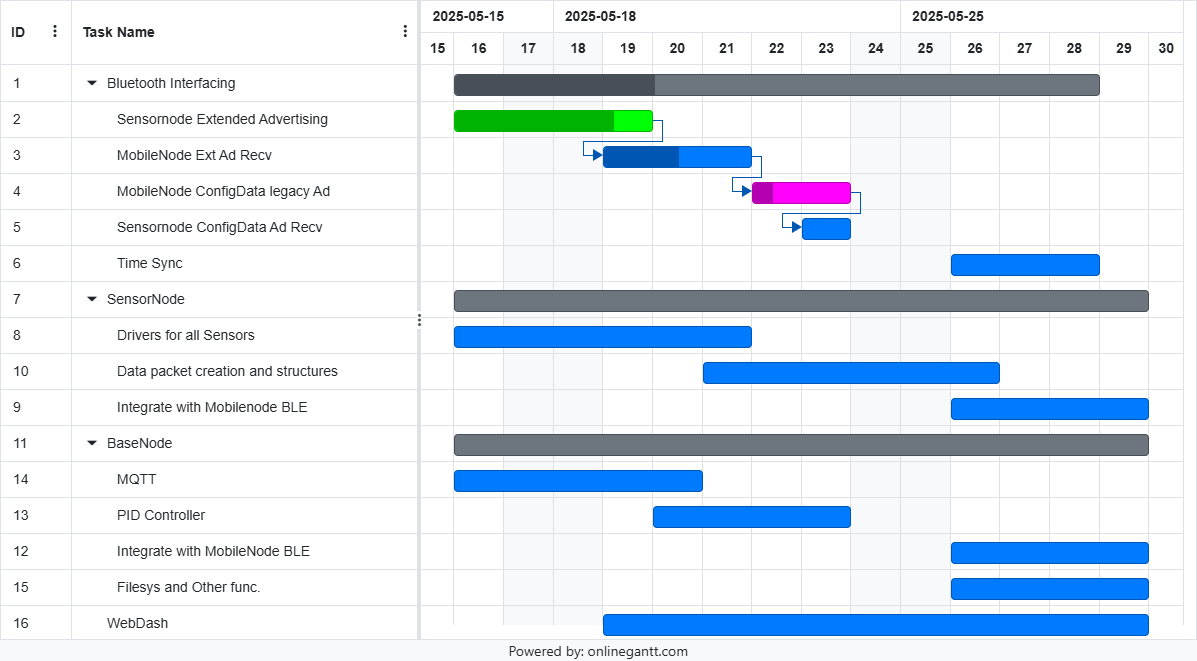 2025-05-15 2025-05-18 2025-05-25
ID Task Name
15 16 17 18 19 20 21 22 23 24 25 26 27 28 29 30
1 Bluetooth Interfacing
2 Sensornode Extended Advertising
3 MobileNode Ext Ad Recv
4 MobileNode ConfigData legacy Ad
5 Sensornode ConfigData Ad Recv
6 Time Sync
7 SensorNode
8 Drivers for all Sensors
10 Data packet creation and structures
9 Integrate with Mobilenode BLE
11 BaseNode
14 MQTT
13 PID Controller
12 Integrate with MobileNode BLE
15 Filesys and Other func.
16 WebDash
Powered by: onlinegantt.com